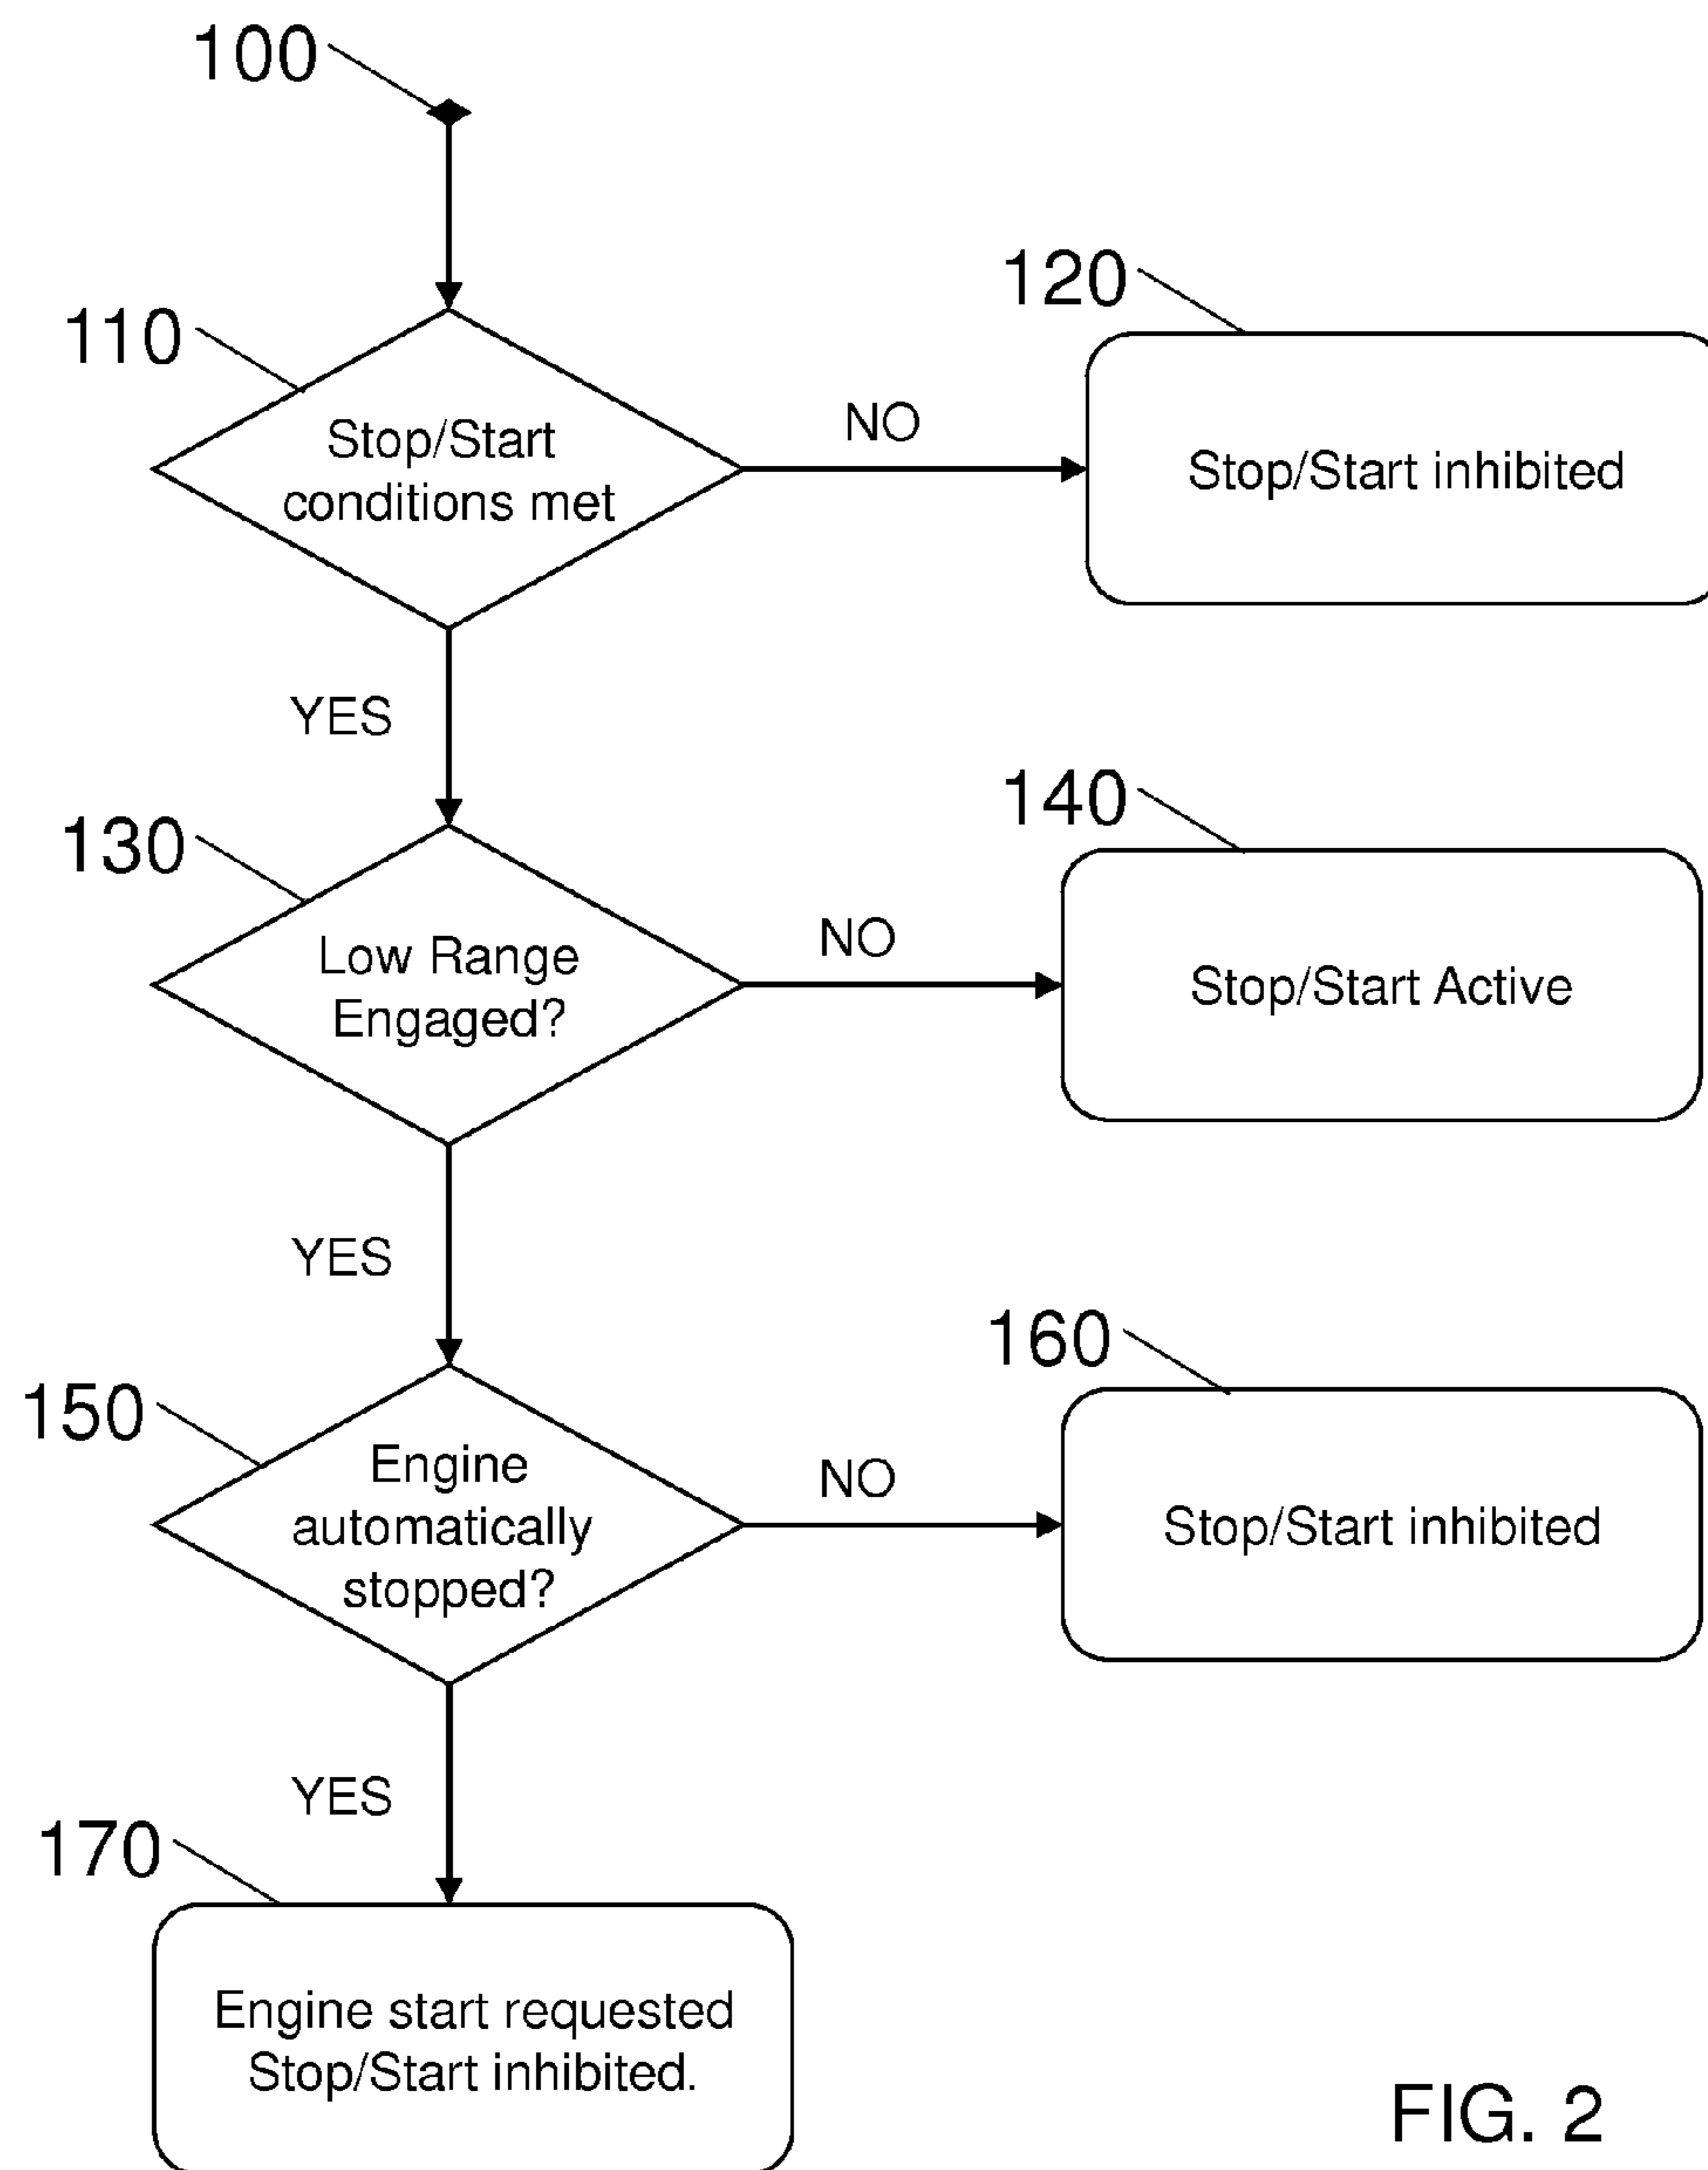 100
110
Stop/Start
conditions met
NO
120
Stop/Start inhibited
YES
130
Low Range
Engaged?
NO
140
Stop/Start Active
YES
150
Engine
automatically
stopped?
NO
160
Stop/Start inhibited
YES
170
Engine start requested
Stop/Start inhibited.
FIG. 2